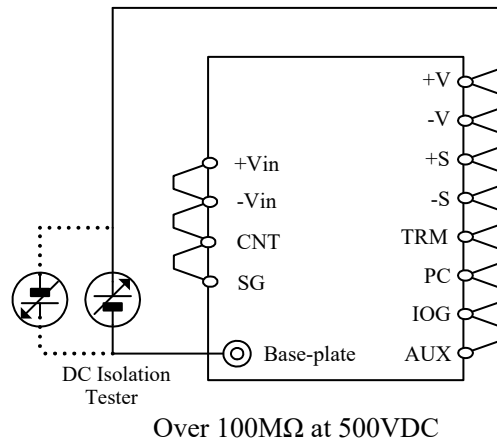 +Vin
-Vin
CNT
SG
Base-plate
+V
-V
+S
-S
TRM
PC
IOG
AUX
DC Isolation
Tester
Over 100MΩ at 500VDC